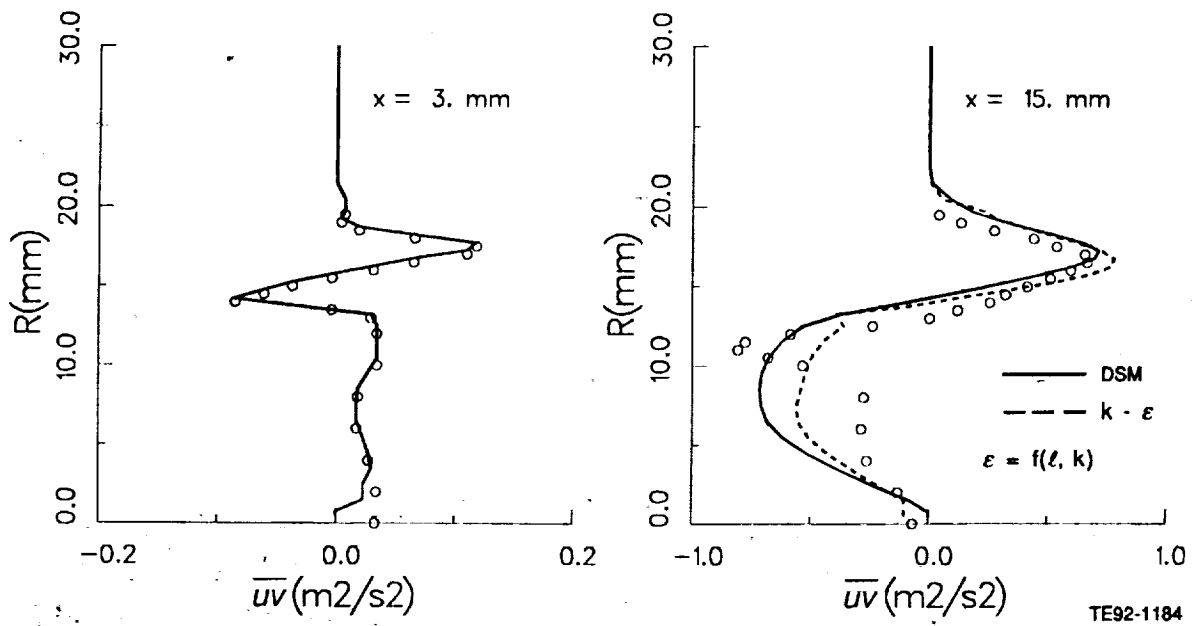 30.0
20.0
10.0
0.0
R(mm)
x = 3. mm
-0.2
0.0
0.2
uv(m2/s2)
30.0
20.0
10.0
0.0
R(mm)
x = 15. mm
DSM
k - ε
ε = f(ℓ, k)
-1.0
0.0
1.0
uv(m2/s2)
TE92-1184